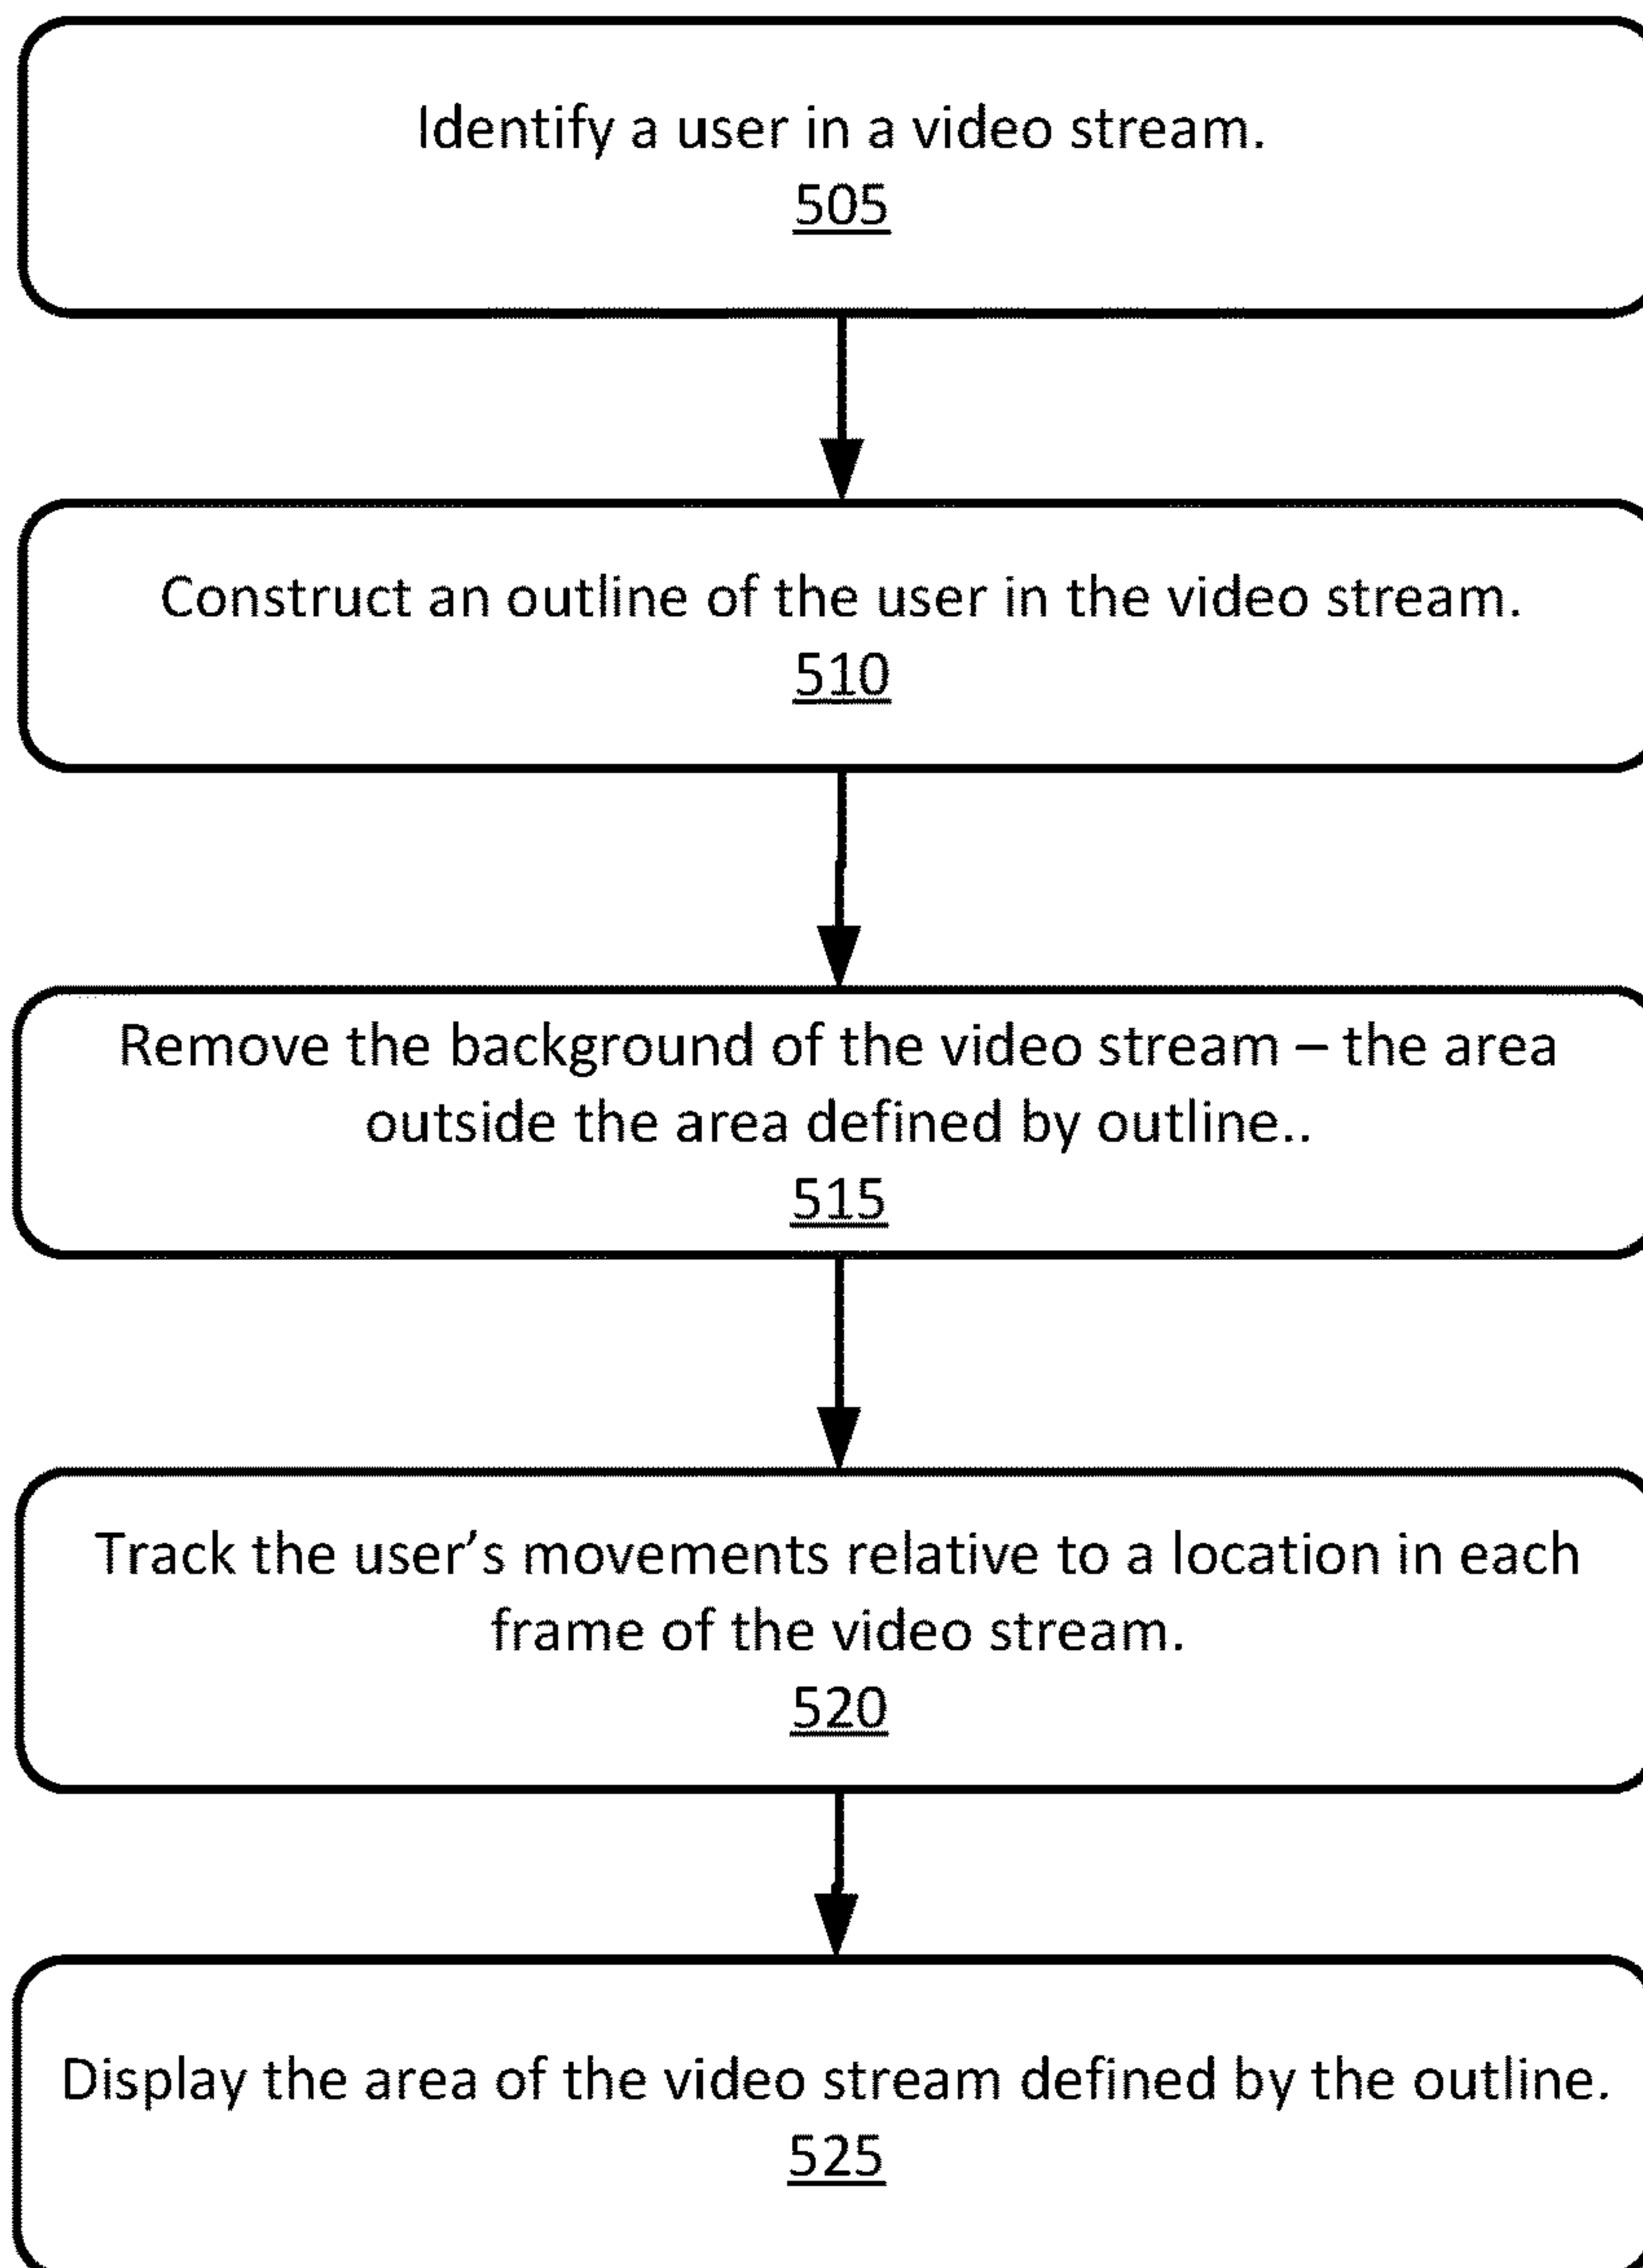 Identify a user in a video stream.
505
Construct an outline of the user in the video stream.
510
Remove the background of the video stream – the area
outside the area defined by outline..
515
Track the user’s movements relative to a location in each
frame of the video stream.
520
Display the area of the video stream defined by the outline.
525